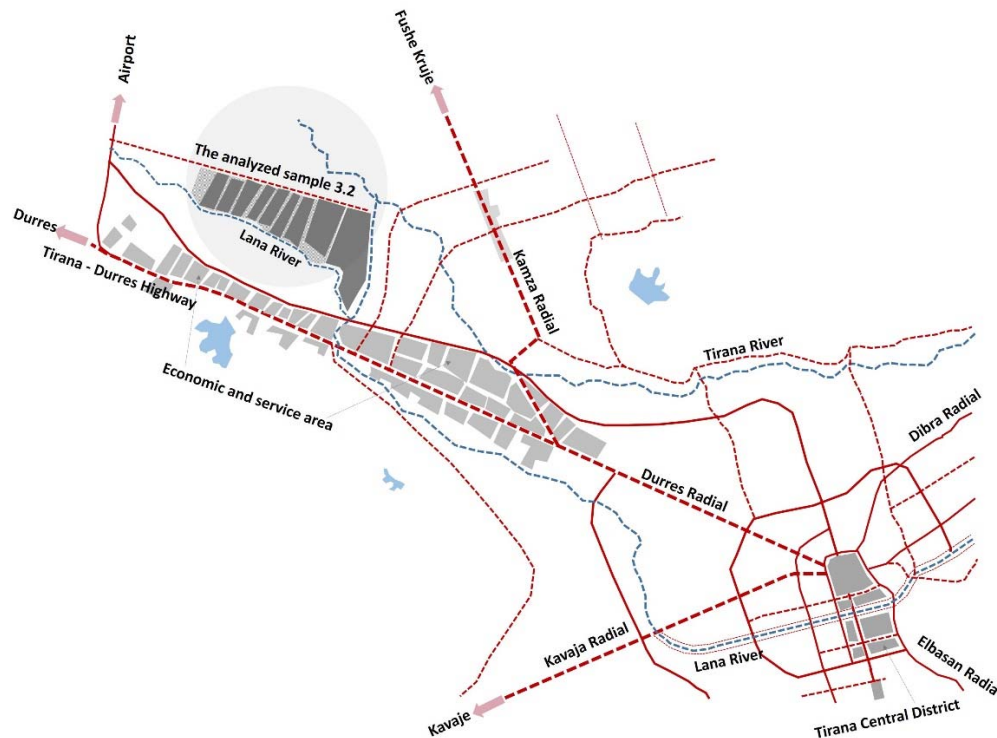 Airport
Fushe Kruje
The analyzed sample 3.2
Durres
Lana River
Tirana - Durres Highway
Kamza Radial
Economic and service area
Tirana River
Dibra Radial
Durres Radial
Kavaja Radial
Lana River
Elbasan Radia
Kavaje
Tirana Central District